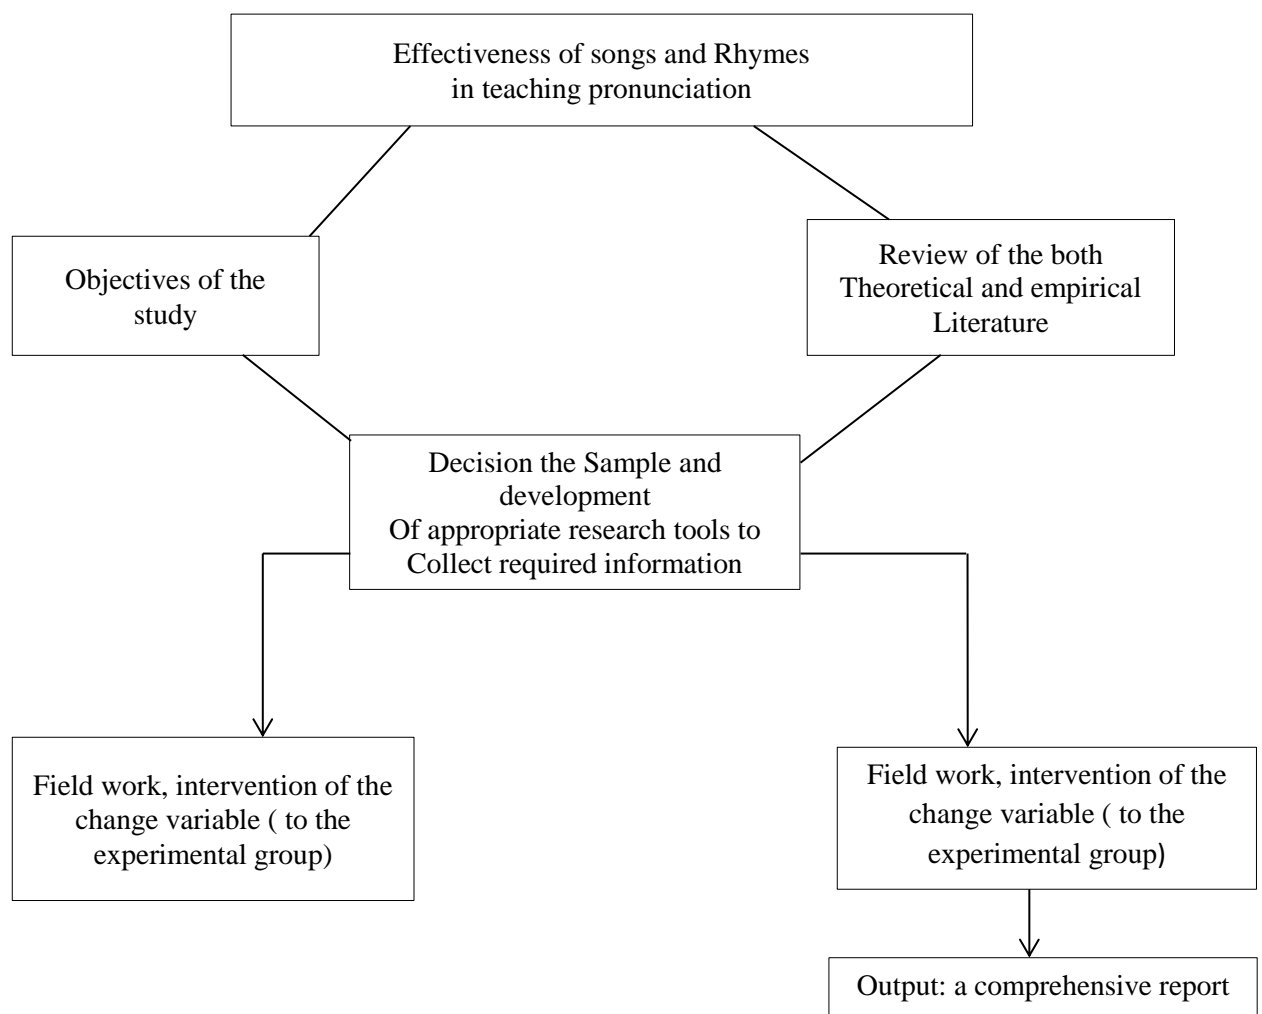 Effectiveness of songs and Rhymes
in teaching pronunciation
Objectives of the
study
Review of the both
Theoretical and empirical
Literature
Decision the Sample and
development
Of appropriate research tools to
Collect required information
Field work, intervention of the
change variable ( to the
experimental group)
Field work, intervention of the
change variable ( to the
experimental group)
Output: a comprehensive report